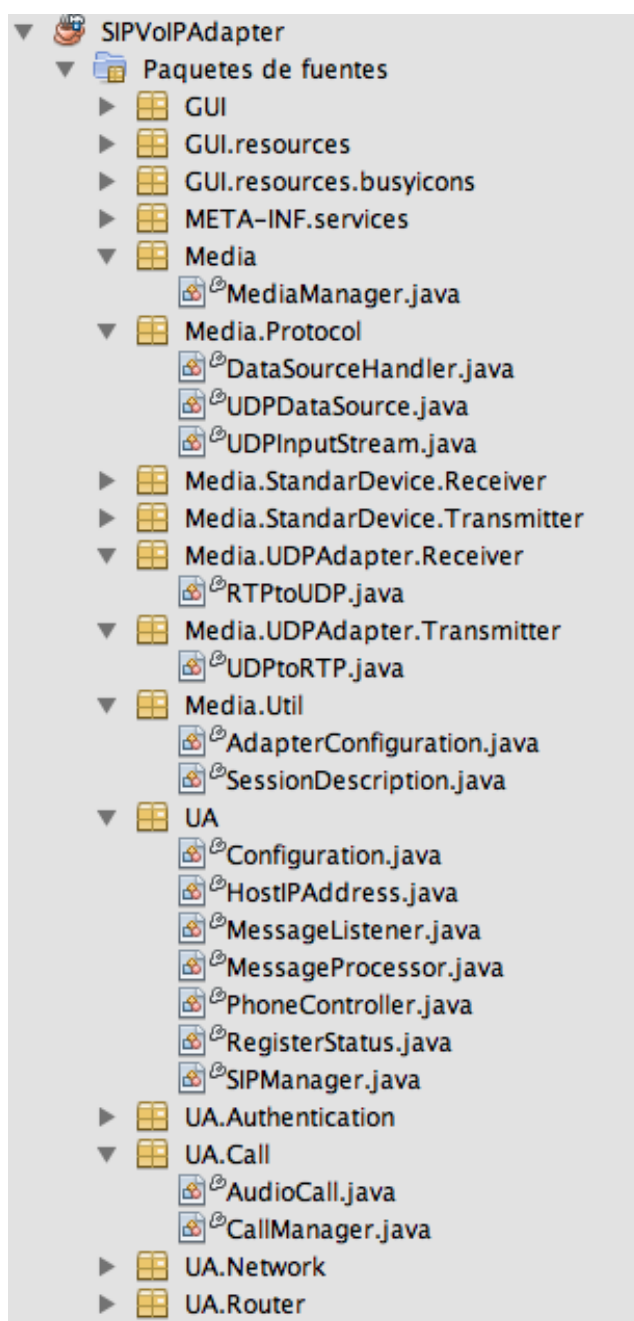 SIPVoIPAdapter
Paquetes de fuentes
GUI
GUI.resources
GUI.resources.busyicons
META-INF.services
Media
MediaManager.java
Media.Protocol
DataSourceHandler.java
UDPDataSource.java
UDPInputStream.java
Media.StandarDevice.Receiver
Media.StandarDevice.Transmitter
Media.UDPAdapter.Receiver
RTPtoUDP.java
Media.UDPAdapter.Transmitter
UDPtoRTP.java
Media.Util
AdapterConfiguration.java
SessionDescription.java
UA
Configuration.java
HostIPAddress.java
MessageListener.java
MessageProcessor.java
PhoneController.java
RegisterStatus.java
SIPManager.java
UA.Authentication
UA.Call
AudioCall.java
CallManager.java
UA.Network
UA.Router